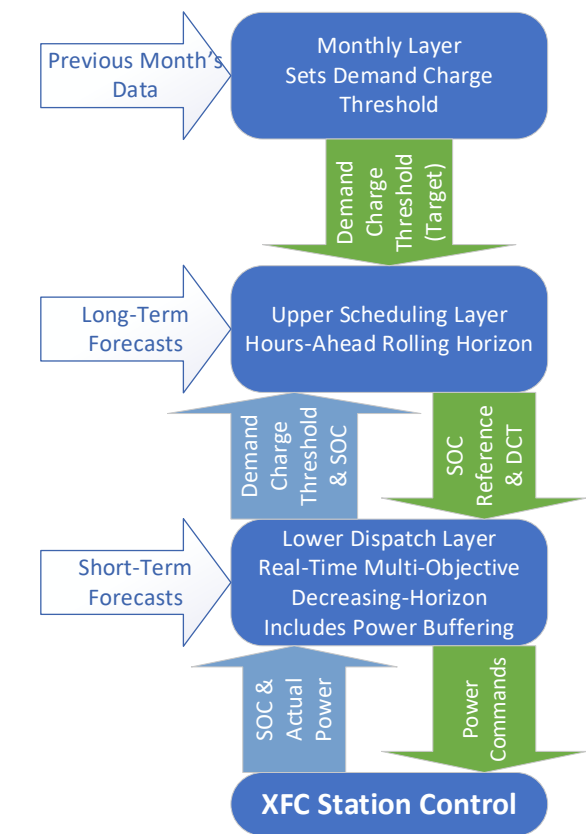 Previous Month's
Data
Monthly Layer
Sets Demand Charge
Threshold
Demand
Charge
Threshold
(Target)
Long-Term
Forecasts
Upper Scheduling Layer
Hours-Ahead Rolling Horizon
Demand
Charge
Threshold
& SOC
SOC
Reference
& DCT
Short-Term
Forecasts
Lower Dispatch Layer
Real-Time Multi-Objective
Decreasing-Horizon
Includes Power Buffering
SOC &
Actual
Power
Power
Commands
XFC Station Control